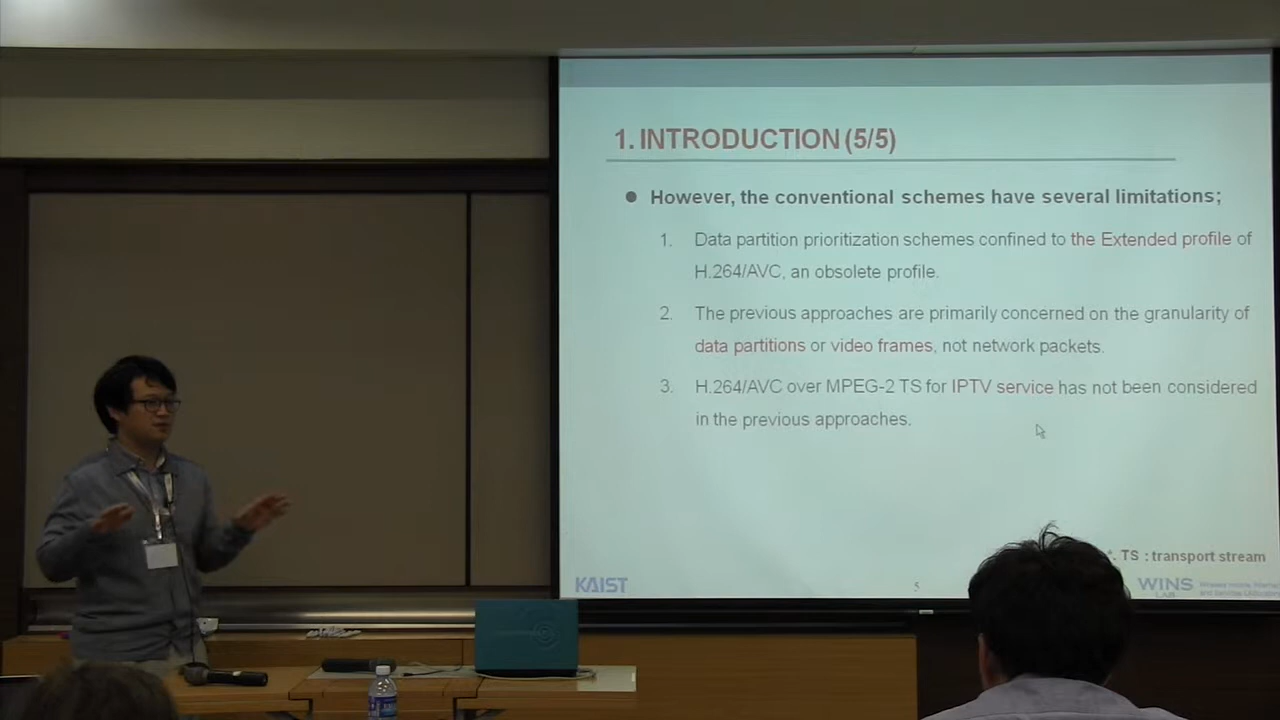 1. INTRODUCTION (5/5)
However, the conventional schemes have several limitations;
1. Data partition prioritization schemes confined to the Extended profile of
H.264/AVC, an obsolete profile.
2. The previous approaches are primarily concerned on the granularity of
data partitions or video frames, not network packets.
3. H.264/AVC over MPEG-2 TS for IPTV service has not been considered
in the previous approaches.
*. TS : transport stream
KAIST
5
WINS
LAB